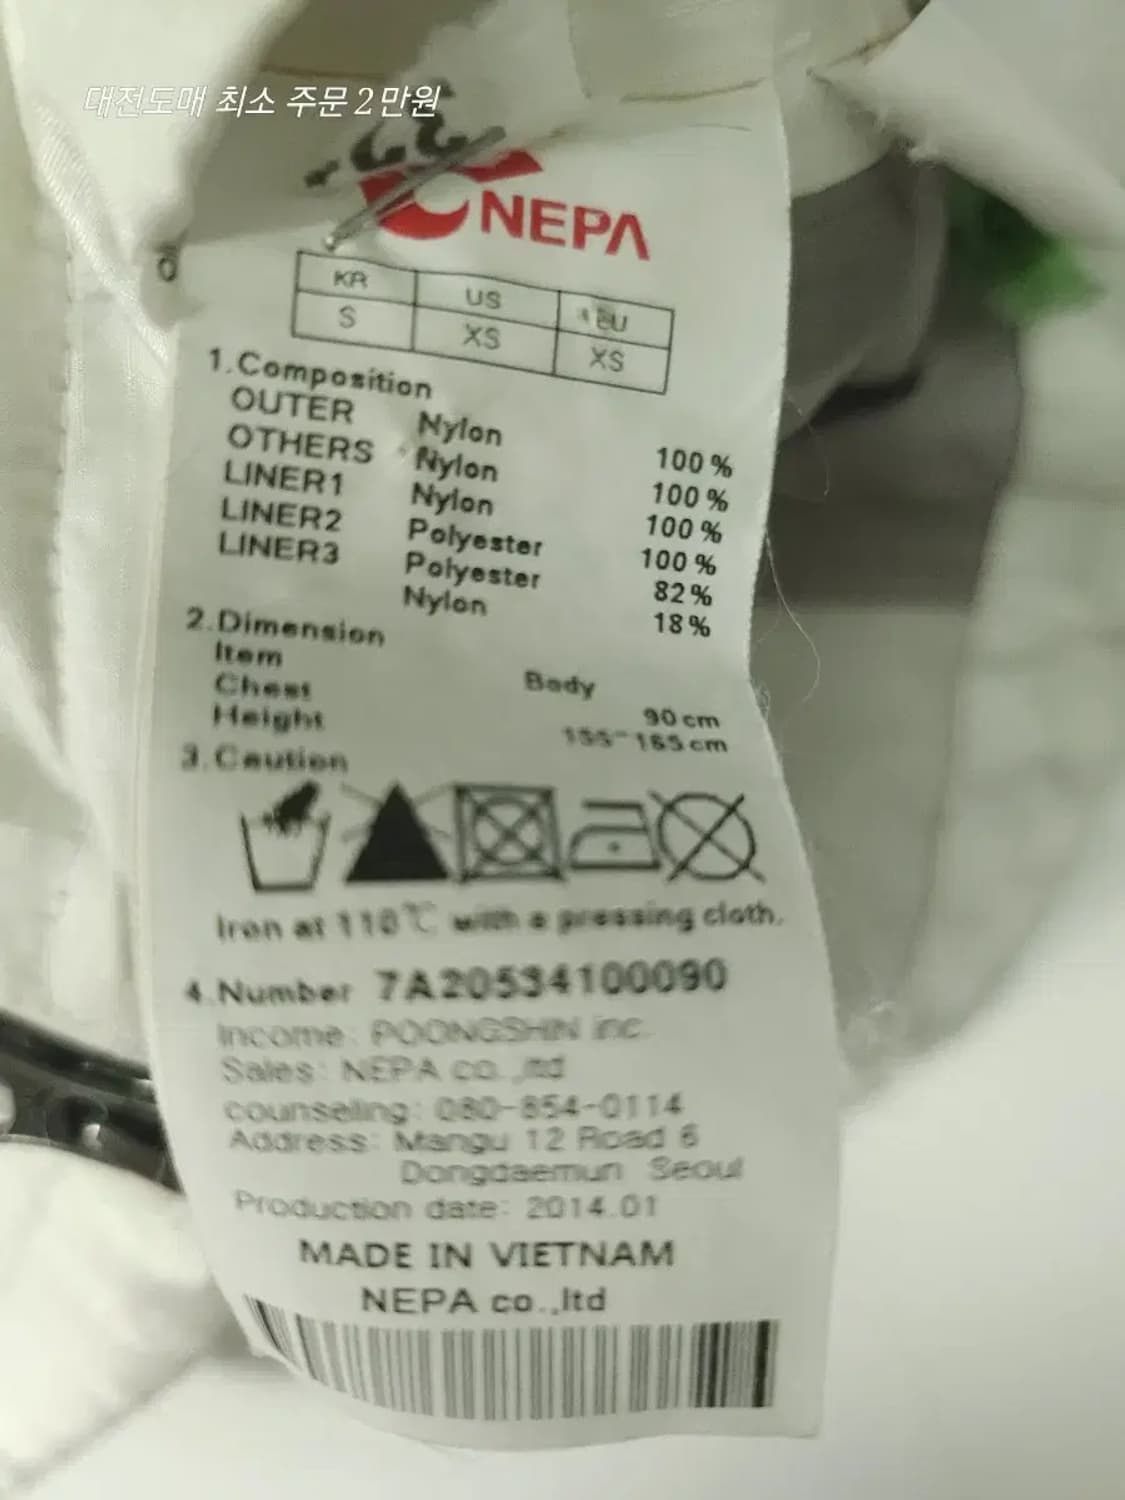 대전도매 최소 주문 2만원
NEPA
KR US EU
S XS XS
1.Composition
OUTER Nylon 100%
OTHERS Nylon 100%
LINER1 Nylon 100%
LINER2 Polyester 100%
LINER3 Polyester 82%
Nylon 18%
2.Dimension
Item Body
Chest 90cm
Height 155~165cm
3.Caution
Iron at 110℃ with a pressing cloth.
4.Number 7A20534100090
Income: POONGSHIN inc.
Sales: NEPA co.,ltd
counseling: 080-854-0114
Address: Mangu 12 Road 6
Dongdaemun Seoul
Production date: 2014.01
MADE IN VIETNAM
NEPA co.,ltd